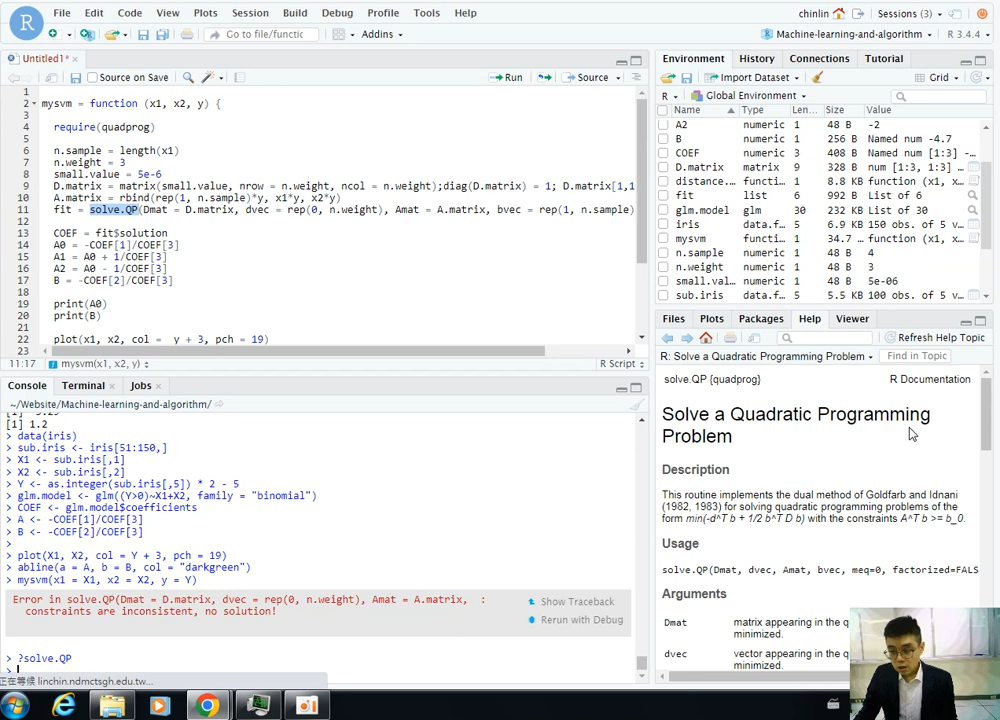 File Edit Code View Plots Session Build Debug Profile Tools Help
chinlin Sessions (3)
Go to file/functic Addins
Machine-learning-and-algorithm R 3.4.4
Untitled1* ×
Source on Save Run Source
1
2 mysvm = function (x1, x2, y) {
3
4 require(quadprog)
5
6 n.sample = length(x1)
7 n.weight = 3
8 small.value = 5e-6
9 D.matrix = matrix(small.value, nrow = n.weight, ncol = n.weight);diag(D.matrix) = 1; D.matrix[1,1
10 A.matrix = rbind(rep(1, n.sample)*y, x1*y, x2*y)
11 fit = solve.QP(Dmat = D.matrix, dvec = rep(0, n.weight), Amat = A.matrix, bvec = rep(1, n.sample)
12
13 COEF = fit$solution
14 A0 = -COEF[1]/COEF[3]
15 A1 = A0 + 1/COEF[3]
16 A2 = A0 - 1/COEF[3]
17 B = -COEF[2]/COEF[3]
18
19 print(A0)
20 print(B)
21
22 plot(x1, x2, col = y + 3, pch = 19)
23
11:17 mysvm(x1, x2, y) R Script
Console Terminal × Jobs ×
~/Website/Machine-learning-and-algorithm/
[1] 1.2
> data(iris)
> sub.iris <- iris[51:150,]
> X1 <- sub.iris[,1]
> X2 <- sub.iris[,2]
> Y <- as.integer(sub.iris[,5]) * 2 - 5
> glm.model <- glm((Y>0)~X1+X2, family = "binomial")
> COEF <- glm.model$coefficients
> A <- -COEF[1]/COEF[3]
> B <- -COEF[2]/COEF[3]
>
> plot(X1, X2, col = Y + 3, pch = 19)
> abline(a = A, b = B, col = "darkgreen")
> mysvm(x1 = X1, x2 = X2, y = Y)
Error in solve.QP(Dmat = D.matrix, dvec = rep(0, n.weight), Amat = A.matrix, :
constraints are inconsistent, no solution!
Show Traceback
Rerun with Debug
> ?solve.QP
>
正在等候 linchin.ndmctsgh.edu.tw...
Environment History Connections Tutorial
Import Dataset Grid
R Global Environment
Name Type Len... Size Value
A2 numeric 1 48 B -2
B numeric 1 256 B Named num -4.7
COEF numeric 3 408 B Named num [1:3] -...
D.matrix matrix 9 328 B num [1:3, 1:3]
distance... function 1 8.8 KB function (x1, x...
fit list 6 992 B List of 6
glm.model glm 30 232 KB List of 30
iris data.f... 5 6.9 KB 150 obs. of 5 v...
mysvm functi... 1 34.7 ... function (x1, x...
n.sample numeric 1 48 B 4
n.weight numeric 1 48 B 3
small.val... numeric 1 48 B 5e-06
sub.iris data.f... 5 5.5 KB 100 obs. of 5 v...
Files Plots Packages Help Viewer
Refresh Help Topic
R: Solve a Quadratic Programming Problem Find in Topic
solve.QP {quadprog} R Documentation
Solve a Quadratic Programming
Problem
Description
This routine implements the dual method of Goldfarb and Idnani
(1982, 1983) for solving quadratic programming problems of the
form min(-d^T b + 1/2 b^T D b) with the constraints A^T b >= b_0.
Usage
solve.QP(Dmat, dvec, Amat, bvec, meq=0, factorized=FALS
Arguments
Dmat matrix appearing in the q
minimized.
dvec vector appearing in the q
minimized.